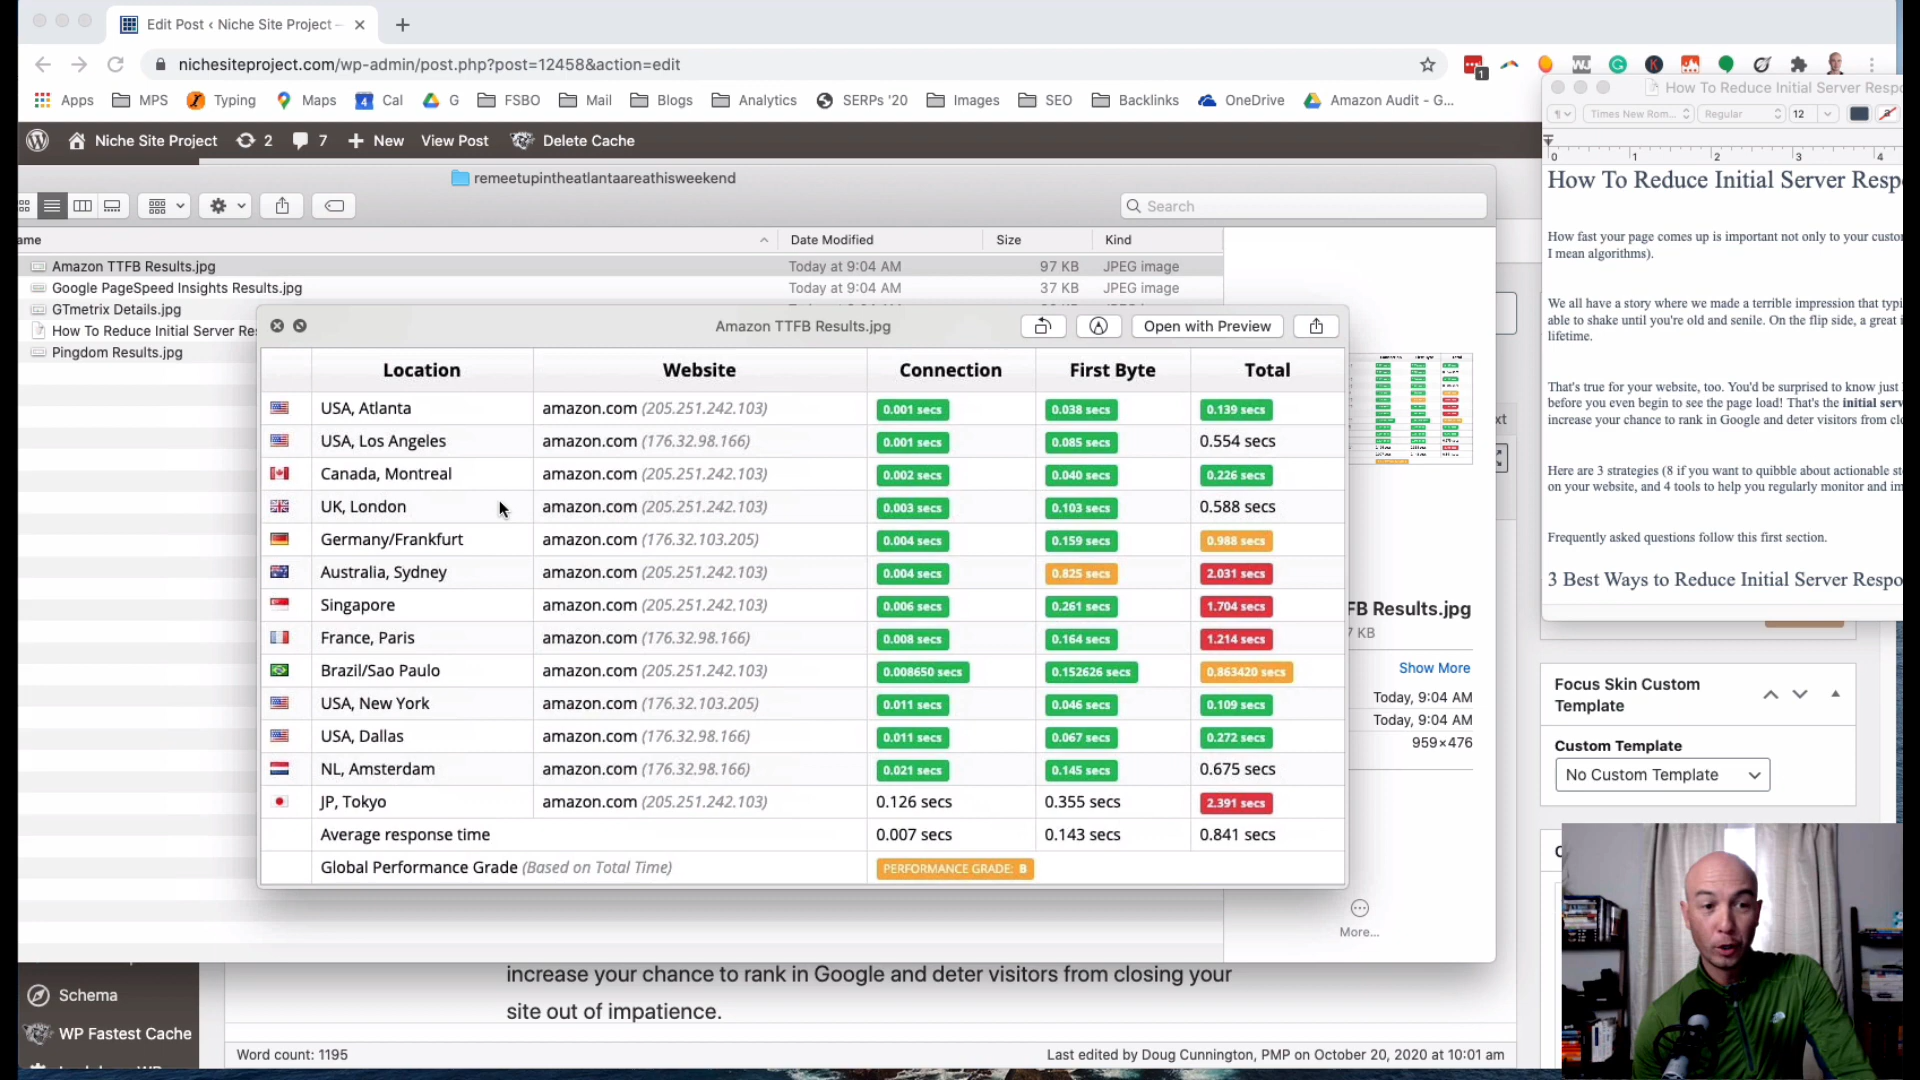 Edit Post ‹ Niche Site Project –
nichesiteproject.com/wp-admin/post.php?post=12458&action=edit
1
Apps MPS Typing Maps Cal G FSBO Mail Blogs Analytics SERPs '20 Images SEO Backlinks OneDrive Amazon Audit - G...
Niche Site Project 2 7 + New View Post Delete Cache
remeetupintheatlantaareathisweekend
Search
ame Date Modified Size Kind
Amazon TTFB Results.jpg Today at 9:04 AM 97 KB JPEG image
Google PageSpeed Insights Results.jpg Today at 9:04 AM 37 KB JPEG image
GTmetrix Details.jpg
How To Reduce Initial Server Re
Pingdom Results.jpg
Amazon TTFB Results.jpg Open with Preview
Location Website Connection First Byte Total
USA, Atlanta amazon.com (205.251.242.103) 0.001 secs 0.038 secs 0.139 secs
USA, Los Angeles amazon.com (176.32.98.166) 0.001 secs 0.085 secs 0.554 secs
Canada, Montreal amazon.com (205.251.242.103) 0.002 secs 0.040 secs 0.226 secs
UK, London amazon.com (205.251.242.103) 0.003 secs 0.103 secs 0.588 secs
Germany/Frankfurt amazon.com (176.32.103.205) 0.004 secs 0.159 secs 0.988 secs
Australia, Sydney amazon.com (205.251.242.103) 0.004 secs 0.825 secs 2.031 secs
Singapore amazon.com (205.251.242.103) 0.006 secs 0.261 secs 1.704 secs
France, Paris amazon.com (176.32.98.166) 0.008 secs 0.164 secs 1.214 secs
Brazil/Sao Paulo amazon.com (205.251.242.103) 0.008650 secs 0.152626 secs 0.863420 secs
USA, New York amazon.com (176.32.103.205) 0.011 secs 0.046 secs 0.109 secs
USA, Dallas amazon.com (176.32.98.166) 0.011 secs 0.067 secs 0.272 secs
NL, Amsterdam amazon.com (176.32.98.166) 0.021 secs 0.145 secs 0.675 secs
JP, Tokyo amazon.com (205.251.242.103) 0.126 secs 0.355 secs 2.391 secs
Average response time 0.007 secs 0.143 secs 0.841 secs
Global Performance Grade (Based on Total Time) PERFORMANCE GRADE: B
FB Results.jpg
7 KB
Show More
Today, 9:04 AM
Today, 9:04 AM
959×476
More...
How To Reduce Initial Server Respo
Times New Rom... Regular 12
0 1 2 3 4
How To Reduce Initial Server Resp
How fast your page comes up is important not only to your custo
I mean algorithms).
We all have a story where we made a terrible impression that typi
able to shake until you're old and senile. On the flip side, a great i
lifetime.
That's true for your website, too. You'd be surprised to know just
before you even begin to see the page load! That's the initial serv
increase your chance to rank in Google and deter visitors from clo
Here are 3 strategies (8 if you want to quibble about actionable st
on your website, and 4 tools to help you regularly monitor and im
Frequently asked questions follow this first section.
3 Best Ways to Reduce Initial Server Respo
xt
Focus Skin Custom
Template
Custom Template
No Custom Template
increase your chance to rank in Google and deter visitors from closing your
site out of impatience.
Schema
WP Fastest Cache
Word count: 1195 Last edited by Doug Cunnington, PMP on October 20, 2020 at 10:01 am